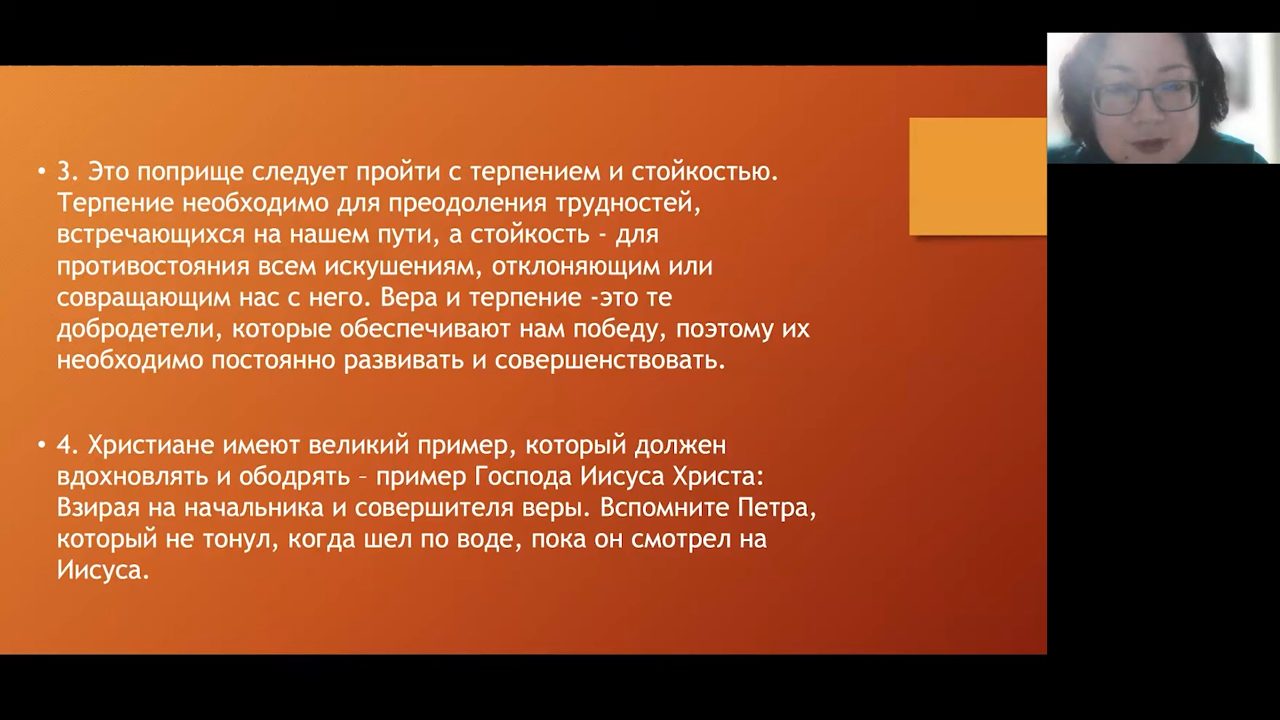 • 3. Это поприще следует пройти с терпением и стойкостью.
Терпение необходимо для преодоления трудностей,
встречающихся на нашем пути, а стойкость - для
противостояния всем искушениям, отклоняющим или
совращающим нас с него. Вера и терпение -это те
добродетели, которые обеспечивают нам победу, поэтому их
необходимо постоянно развивать и совершенствовать.
• 4. Христиане имеют великий пример, который должен
вдохновлять и ободрять – пример Господа Иисуса Христа:
Взирая на начальника и совершителя веры. Вспомните Петра,
который не тонул, когда шел по воде, пока он смотрел на
Иисуса.